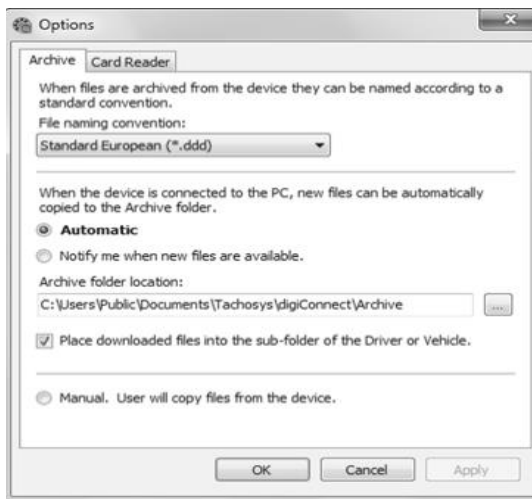 Options
Archive
Card Reader
When files are archived from the device they can be named according to a
standard convention.
File naming convention:
Standard European (*.ddd)
When the device is connected to the PC, new files can be automatically
copied to the Archive folder.
Automatic
Notify me when new files are available.
Archive folder location:
C:\Users\Public\Documents\Tachosys\digiConnect\Archive
...
Place downloaded files into the sub-folder of the Driver or Vehicle.
Manual.  User will copy files from the device.
OK
Cancel
Apply